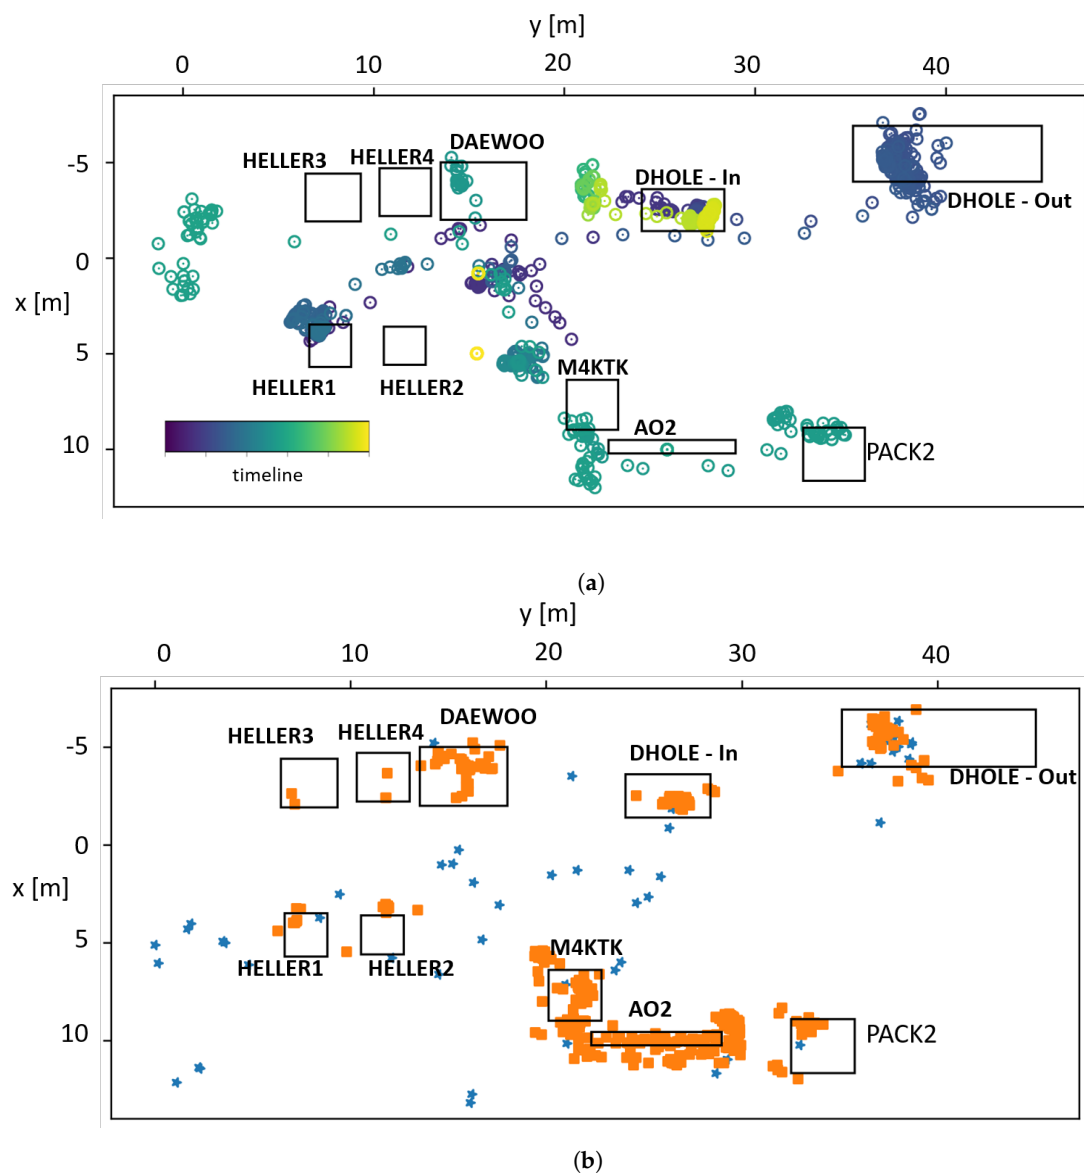 y [m]
0 10 20 30 40
DAEWOO
HELLER3 HELLER4
-5
DHOLE - In
DHOLE - Out
0
x [m]
5
M4KTK
HELLER1 HELLER2
AO2
10
PACK2
timeline
(a)
y [m]
0 10 20 30 40
DAEWOO
HELLER3 HELLER4
-5
DHOLE - In
DHOLE - Out
0
x [m]
5
M4KTK
HELLER1 HELLER2
AO2
10
PACK2
(b)